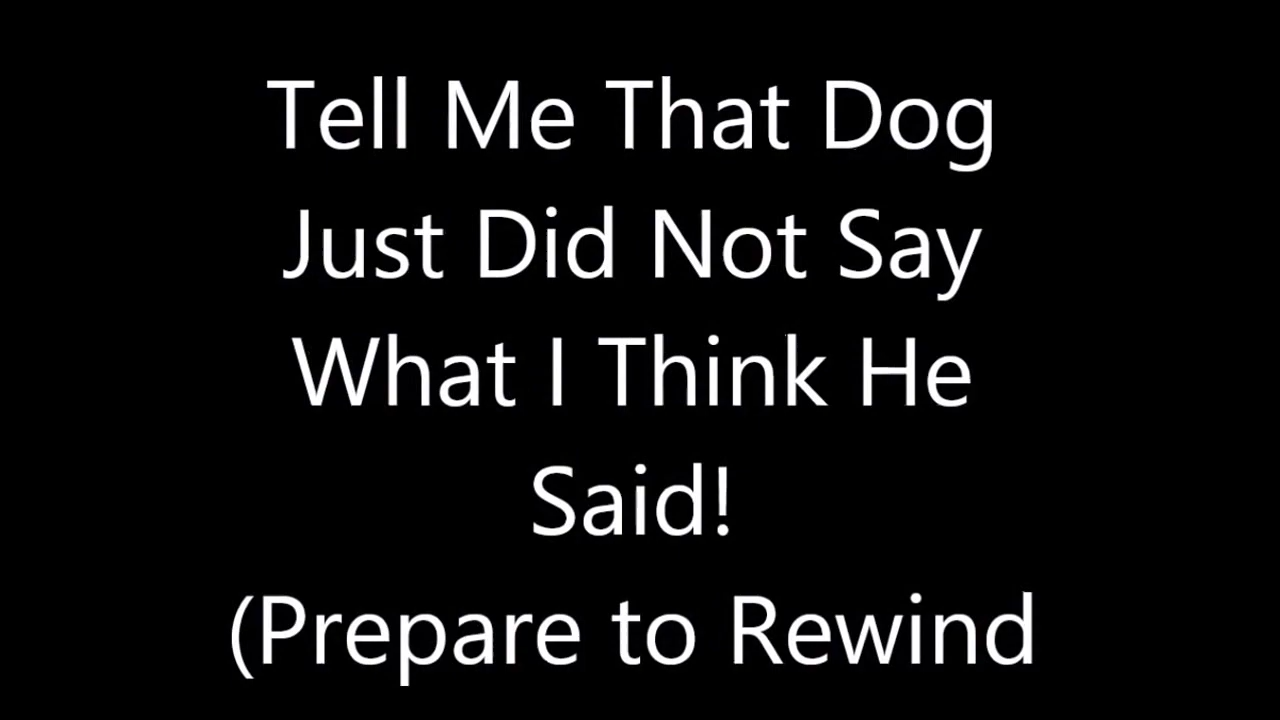 Tell Me That Dog
Just Did Not Say
What I Think He
Said!
(Prepare to Rewind